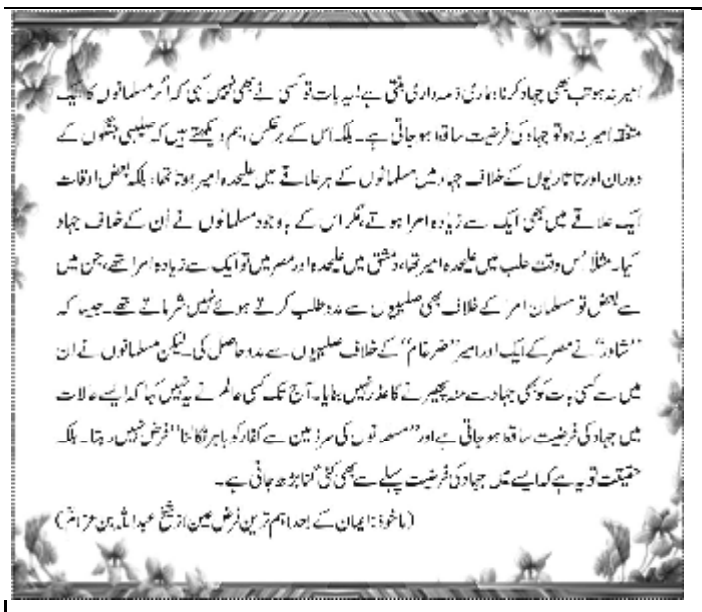 امیر نہ ہو تب بھی جہاد کرنا ہماری ذمہ داری بنتی ہے! یہ بات تو کسی نے بھی نہیں کہی کہ اگر مسلمانوں کا ایک
متفقہ امیر نہ ہو تو جہاد کی فرضیت ساقط ہو جاتی ہے۔ بلکہ اس کے برعکس، ہم دیکھتے ہیں کہ صلیبی جنگوں کے
دوران اور تاتاریوں کے خلاف جہاد میں مسلمانوں کے ہر علاقے میں علیحدہ امیر ہوتا تھا، بلکہ بعض اوقات
ایک علاقے میں بھی ایک سے زیادہ امرا ہوتے، مگر اس کے باوجود مسلمانوں نے اُن کے خلاف جہاد
کیا۔ مثلاً جس وقت حلب میں علیحدہ امیر تھا، دمشق میں علیحدہ اور مصر میں تو ایک سے زیادہ امرا تھے، جن میں
سے بعض تو مسلمان امرا کے خلاف بھی صلیبیوں سے مدد طلب کرتے ہوئے نہیں شرماتے تھے۔ جیسا کہ
’’شاور‘‘ نے مصر کے ایک اور امیر ’’ضرغام‘‘ کے خلاف صلیبیوں سے مدد حاصل کی۔ لیکن مسلمانوں نے ان
میں سے کسی بات کو بھی جہاد سے منہ پھیرنے کا عذر نہیں بنایا۔ آج تک کسی عالم نے یہ نہیں کہا کہ ایسے حالات
میں جہاد کی فرضیت ساقط ہو جاتی ہے اور ’’مسلمانوں کی سرزمین سے کفار کو باہر نکالنا‘‘ فرض نہیں رہتا۔ بلکہ
حقیقت تو یہ ہے کہ ایسے میں جہاد کی فرضیت پہلے سے بھی کئی گنا بڑھ جاتی ہے۔
(ماخوذ: ایمان کے بعد اہم ترین فرض عین از شیخ عبداللہ بن عزامؒ)